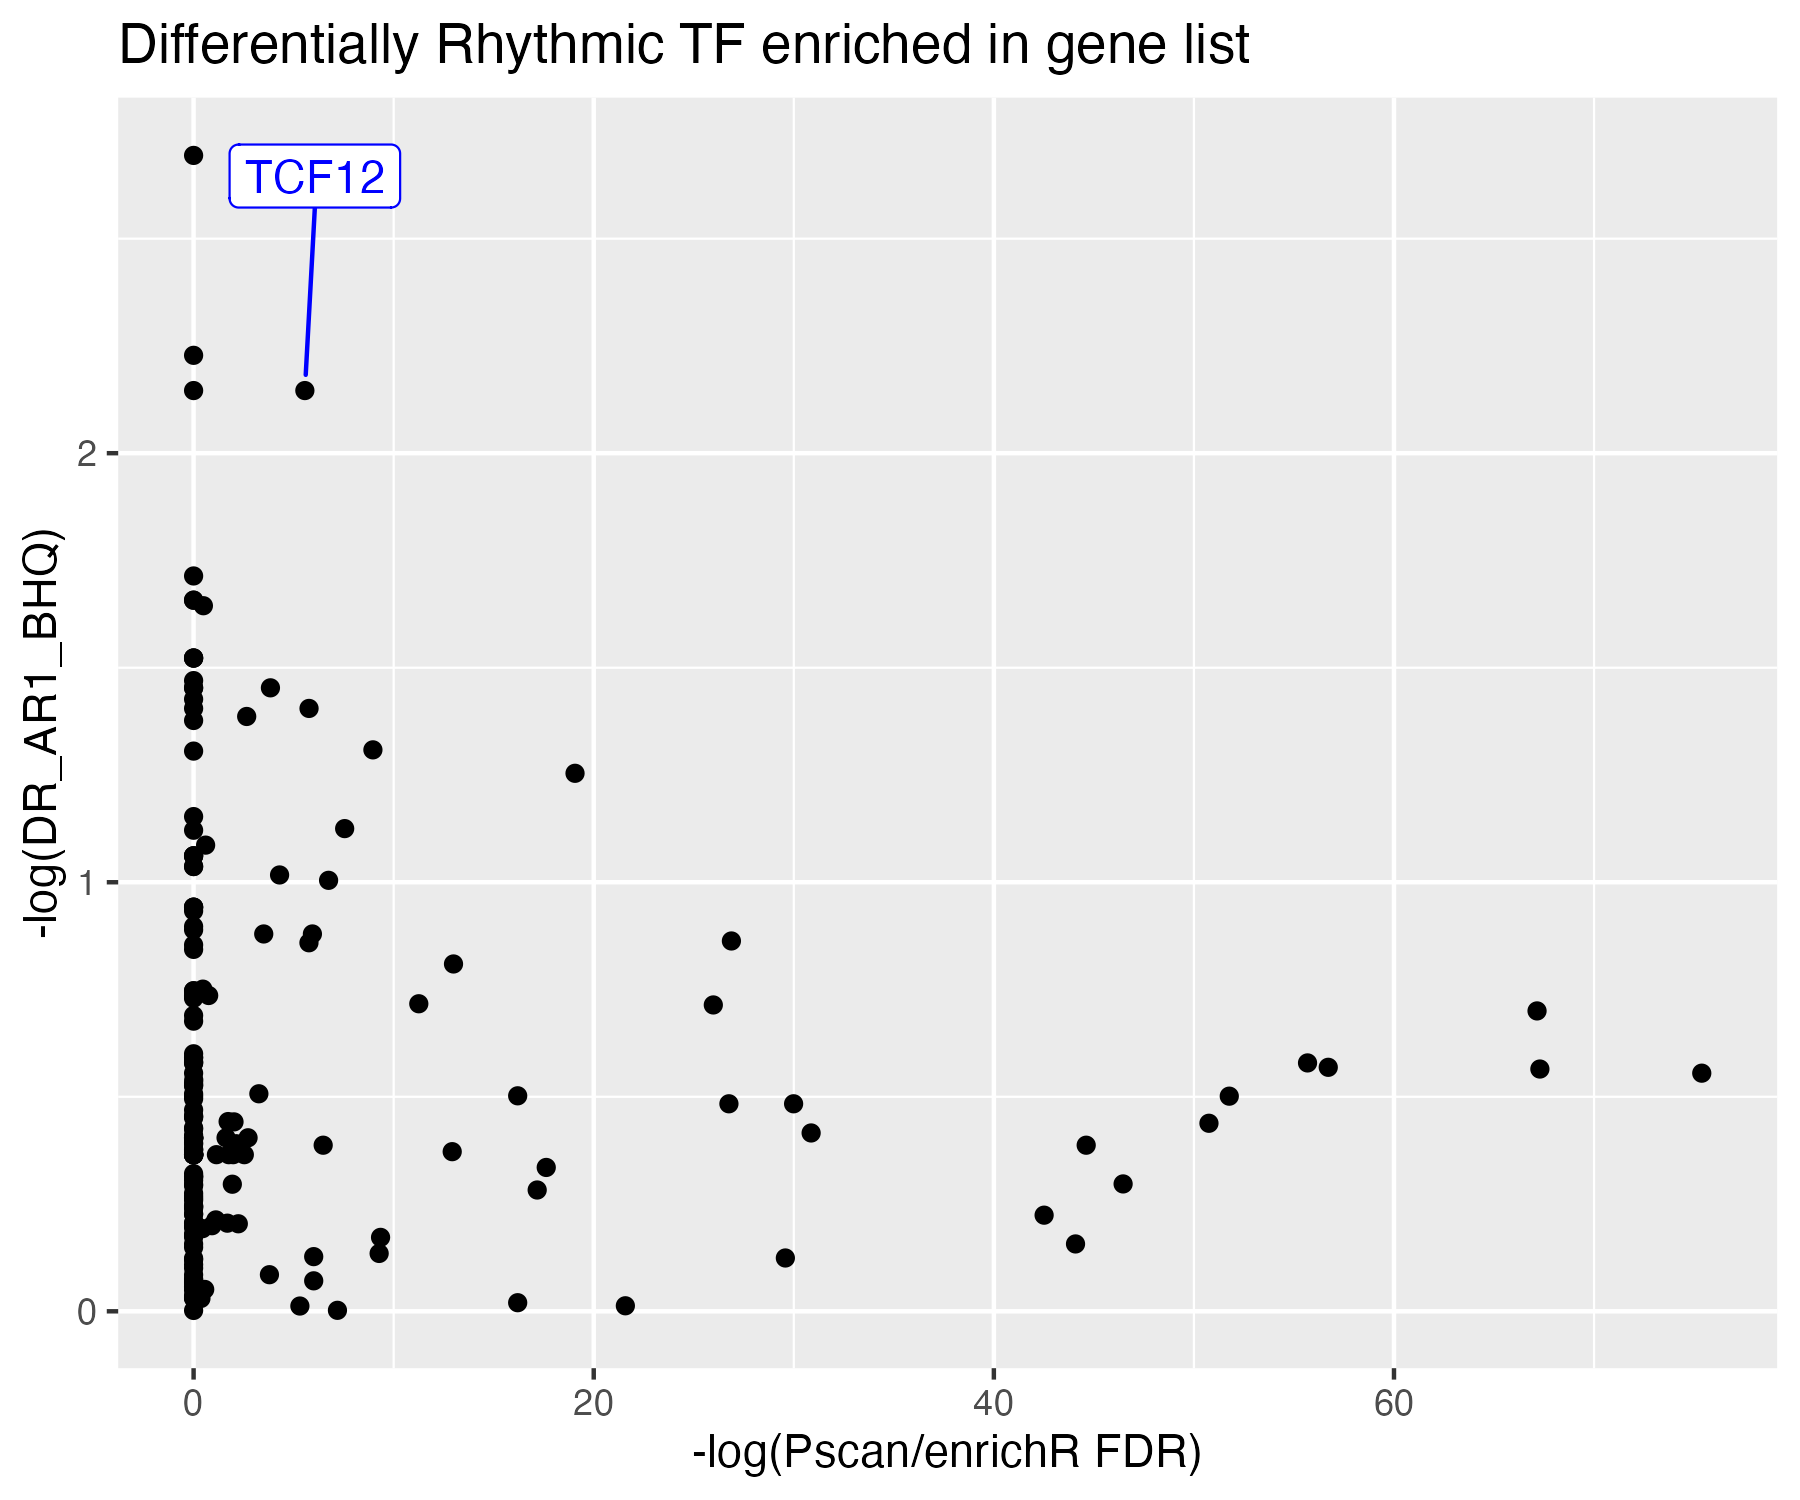 Differentially Rhythmic TF enriched in gene list
TCF12
-log(DR_AR1_BHQ)
2
1
0
0 20 40 60
-log(Pscan/enrichR FDR)